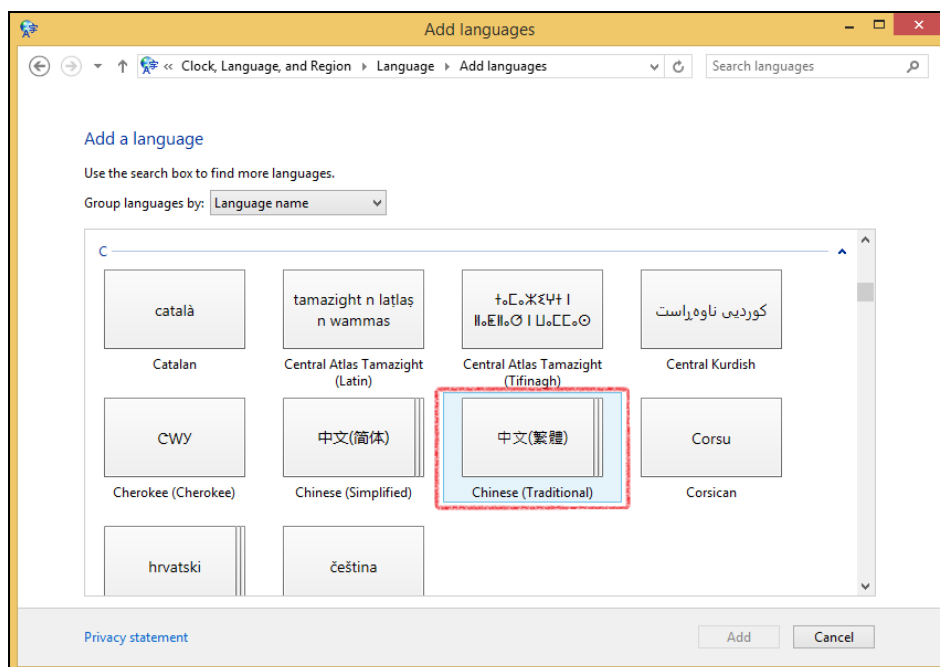 Add languages
« Clock, Language, and Region Language Add languages
Search languages
Add a language
Use the search box to find more languages.
Group languages by: Language name
C
català
Catalan
tamazight n laṭlaṣ
n wammas
Central Atlas Tamazight
(Latin)
ⵜⴰⵎⴰⵣⵉⵖⵜ ⵏ
ⵍⴰⵟⵍⴰⵚ ⵏ ⵡⴰⵎⵎⴰⵙ
Central Atlas Tamazight
(Tifinagh)
کوردیی ناوەڕاست
Central Kurdish
ᏣᎳᎩ
Cherokee (Cherokee)
中文(简体)
Chinese (Simplified)
中文(繁體)
Chinese (Traditional)
Corsu
Corsican
hrvatski
čeština
Privacy statement
Add
Cancel